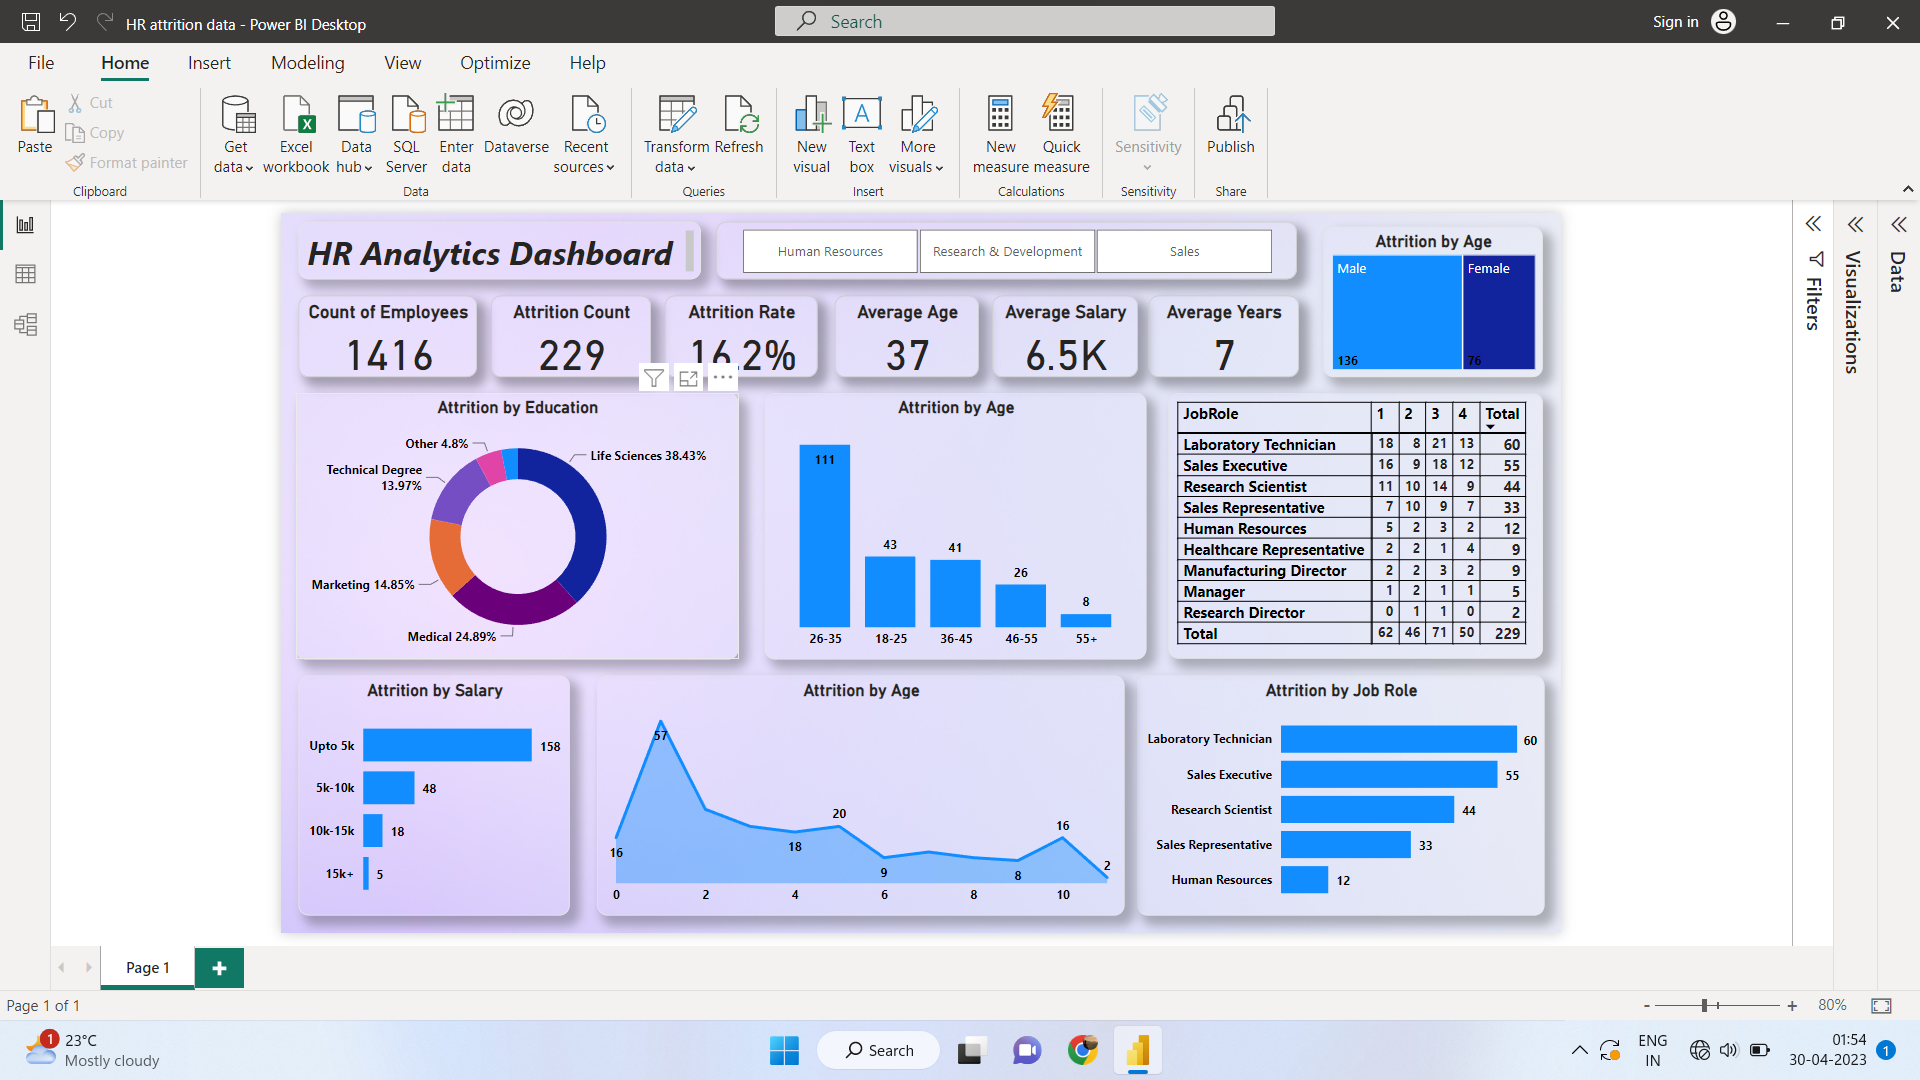 HR attrition data - Power BI Desktop
Search
Sign in
File Home Insert Modeling View Optimize Help
Paste
Cut
Copy
Format painter
Clipboard
Get data
Excel workbook
Data hub
SQL Server
Enter data
Dataverse
Recent sources
Data
Transform data
Refresh
Queries
New visual
Text box
More visuals
Insert
New measure
Quick measure
Calculations
Sensitivity
Sensitivity
Publish
Share
HR Analytics Dashboard
Human Resources
Research & Development
Sales
Count of Employees
1416
Attrition Count
229
Attrition Rate
16.2%
Average Age
37
Average Salary
6.5K
Average Years
7
Attrition by Age
Male
136
Female
76
Filters
Visualizations
Data
Attrition by Education
Other 4.8%
Life Sciences 38.43%
Technical Degree
13.97%
Marketing 14.85%
Medical 24.89%
Attrition by Age
111
43
41
26
8
26-35 18-25 36-45 46-55 55+
JobRole 1 2 3 4 Total
Laboratory Technician 18 8 21 13 60
Sales Executive 16 9 18 12 55
Research Scientist 11 10 14 9 44
Sales Representative 7 10 9 7 33
Human Resources 5 2 3 2 12
Healthcare Representative 2 2 1 4 9
Manufacturing Director 2 2 3 2 9
Manager 1 2 1 1 5
Research Director 0 1 1 0 2
Total 62 46 71 50 229
Attrition by Salary
Upto 5k 158
5k-10k 48
10k-15k 18
15k+ 5
Attrition by Age
16
57
18
20
9
8
16
2
0 2 4 6 8 10
Attrition by Job Role
Laboratory Technician 60
Sales Executive 55
Research Scientist 44
Sales Representative 33
Human Resources 12
Page 1
Page 1 of 1
- + 80%
1
23°C
Mostly cloudy
Search
ENG
IN
01:54
30-04-2023
1